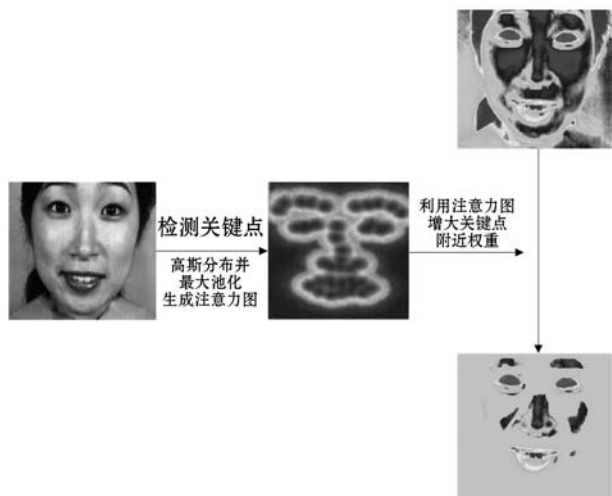 检测关键点
高斯分布并
最大池化
生成注意力图
利用注意力图
增大关键点
附近权重